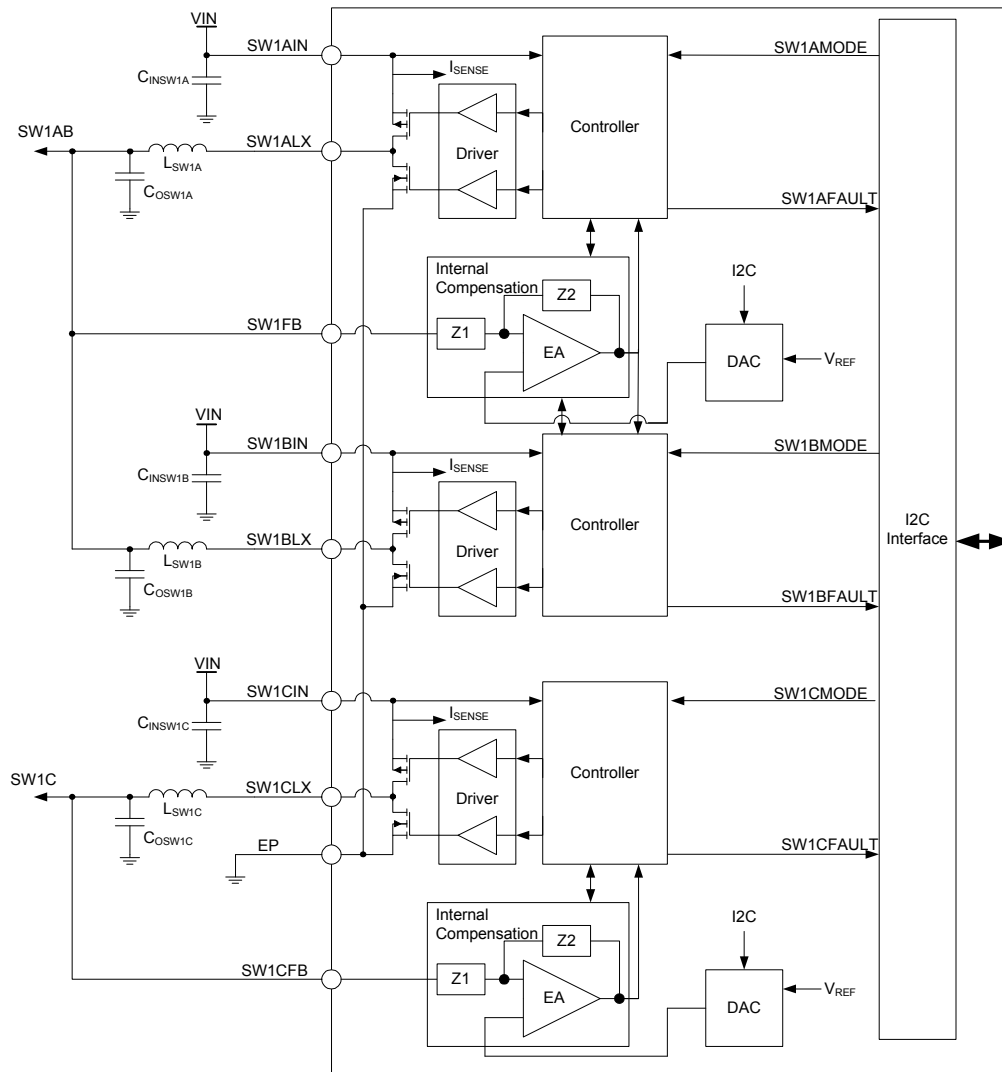 VIN
SW1AIN
SW1AMODE
ISENSE
CINSW1A
Controller
SW1AB
SW1ALX
Driver
LSW1A
COSW1A
SW1AFAULT
Internal
Compensation
I2C
Z2
SW1FB
Z1
EA
DAC
VREF
VIN
SW1BIN
SW1BMODE
ISENSE
CINSW1B
Controller
I2C
Interface
SW1BLX
Driver
LSW1B
COSW1B
SW1BFAULT
VIN
SW1CIN
SW1CMODE
ISENSE
CINSW1C
Controller
SW1C
SW1CLX
Driver
LSW1C
COSW1C
EP
SW1CFAULT
Internal
Compensation
I2C
Z2
SW1CFB
Z1
EA
DAC
VREF